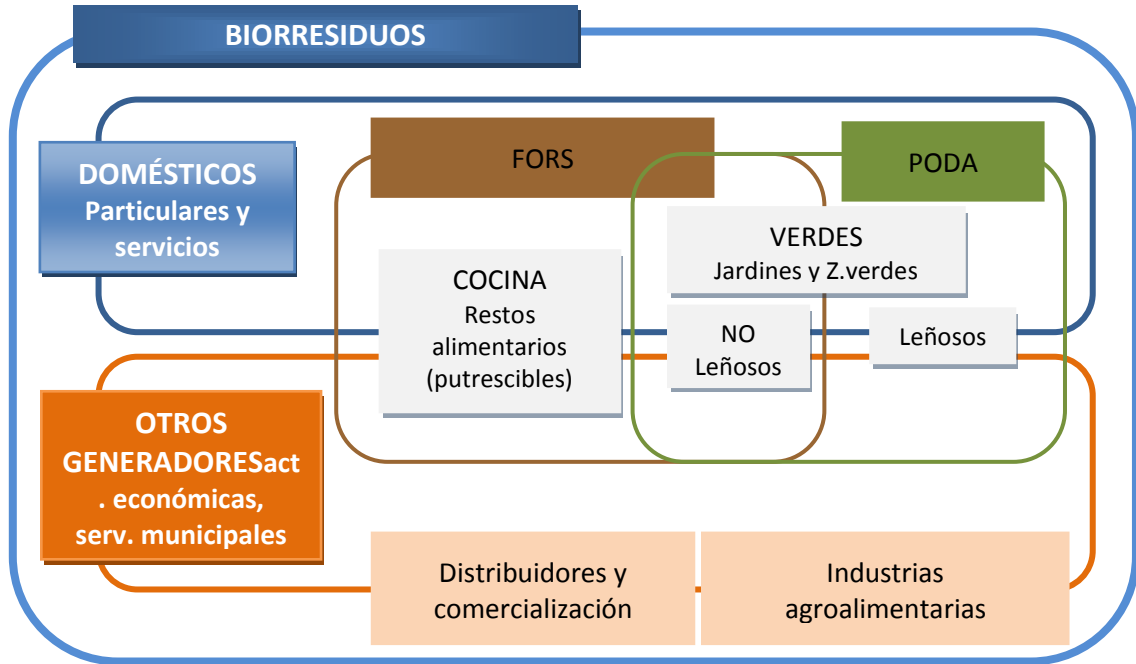 BIORRESIDUOS
FORS
PODA
DOMÉSTICOS
Particulares y
servicios
VERDES
Jardines y Z.verdes
COCINA
Restos
alimentarios
(putrescibles)
NO
Leñosos
Leñosos
OTROS
GENERADORESact
. económicas,
serv. municipales
Distribuidores y
comercialización
Industrias
agroalimentarias